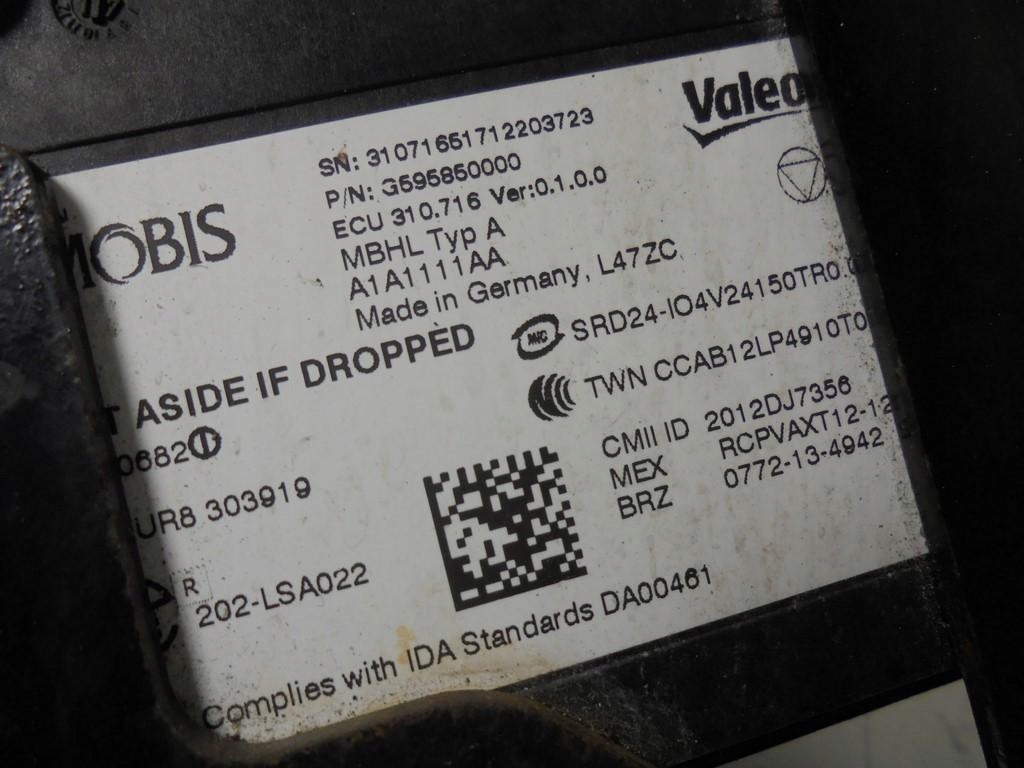 Valeo
SN: 31071651712203723
P/N: G595850000
ECU 310.716 Ver:0.1.0.0
MOBIS
MBHL Typ A
A1A1111AA
Made in Germany, L47ZC
T ASIDE IF DROPPED
SRD24-IO4V24150TR0.0
TWN CCAB12LP4910T0
0682
CMII ID 2012DJ7356
MEX RCPVAXT12-12
BRZ 0772-13-4942
UR8 303919
R
202-LSA022
Complies with IDA Standards DA00461